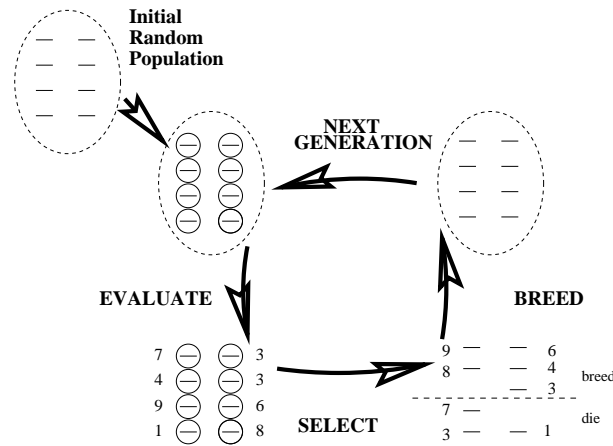 Initial
Random
Population
NEXT
GENERATION
EVALUATE
BREED
7 3
4 3
9 6
1 8
SELECT
9 6
8 4
3
breed
7
die
3 1